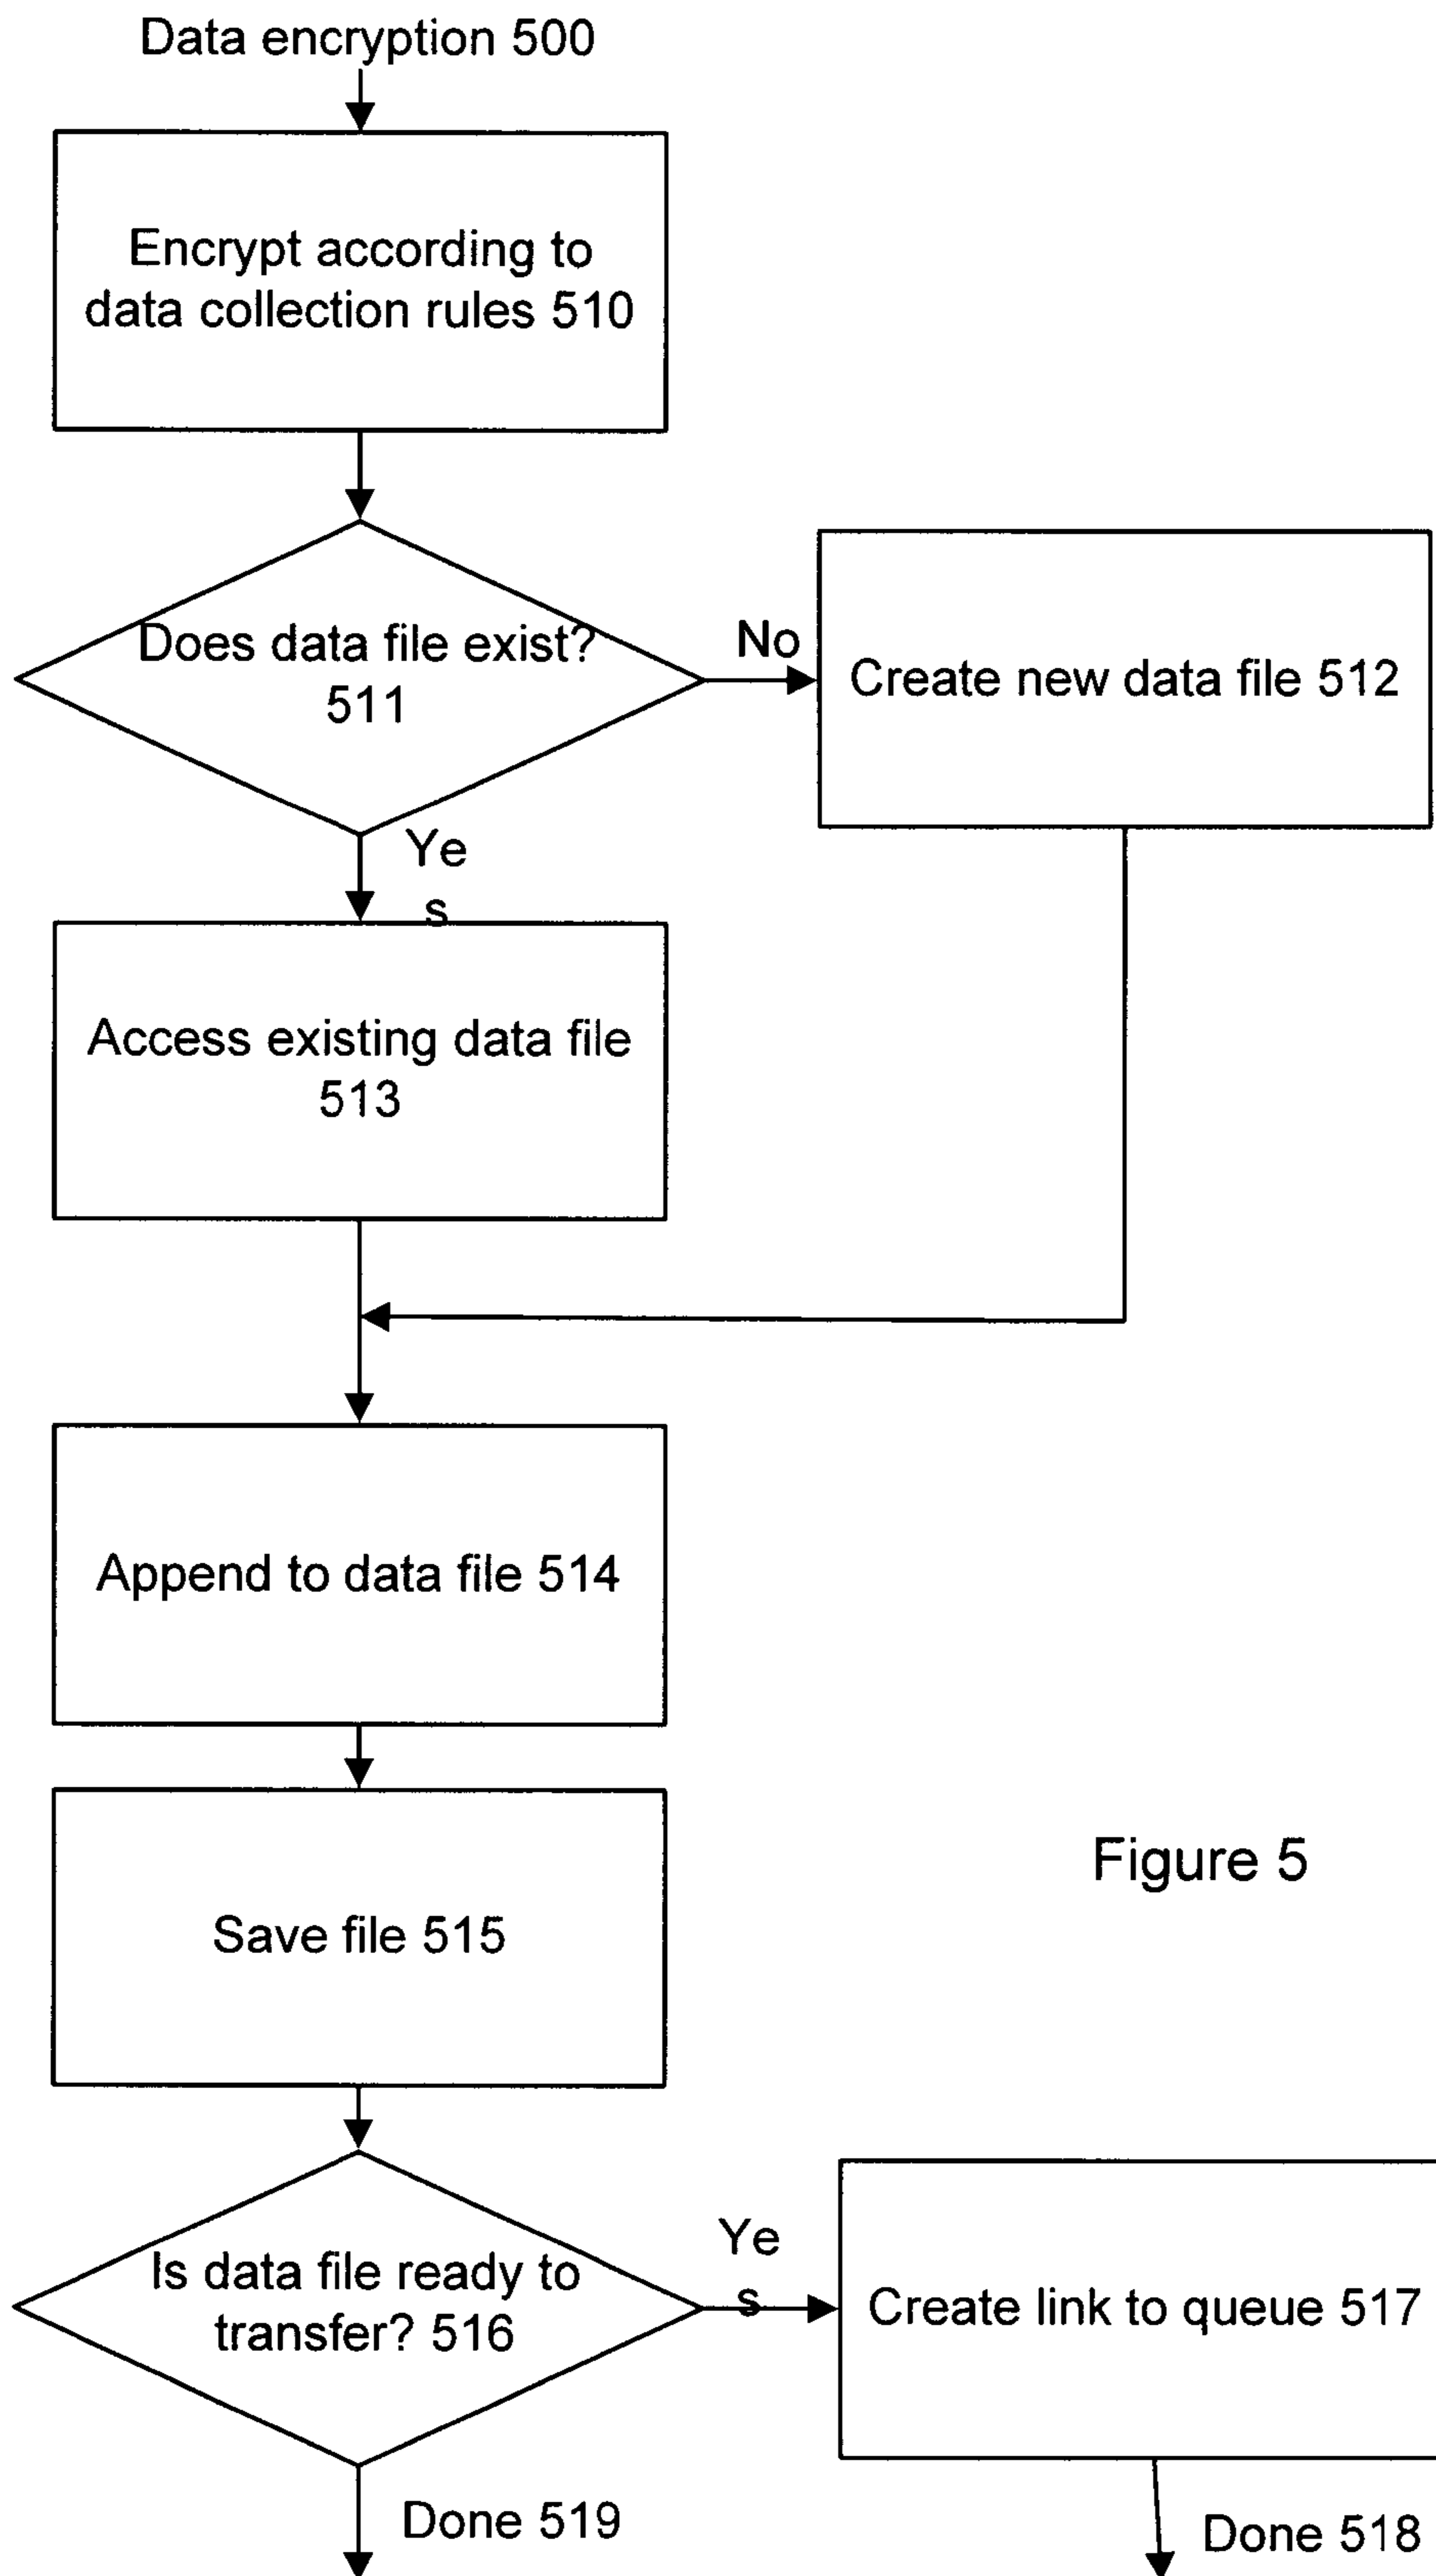 Data encryption 500
Encrypt according to
data collection rules 510
Does data file exist?
511
No
Create new data file 512
Ye
s
Access existing data file
513
Append to data file 514
Save file 515
Figure 5
Is data file ready to
transfer? 516
Ye
s
Create link to queue 517
Done 519
Done 518